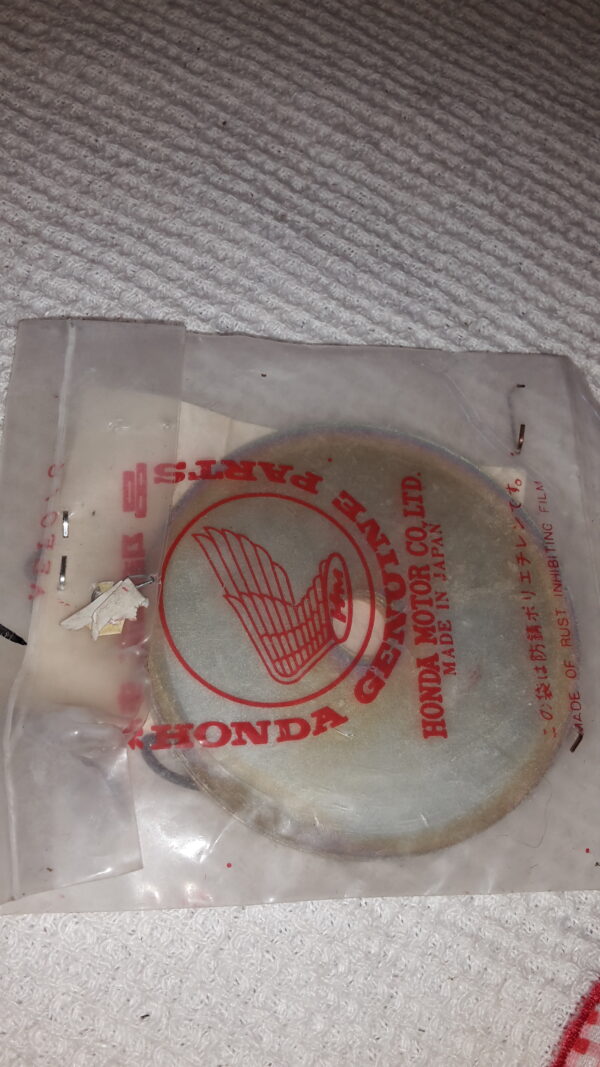 HONDA GENUINE PARTS
HM
HONDA MOTOR CO.,LTD.
MADE IN JAPAN
この袋は防錆ポリエチレンです。
MADE OF RUST INHIBITING FILM